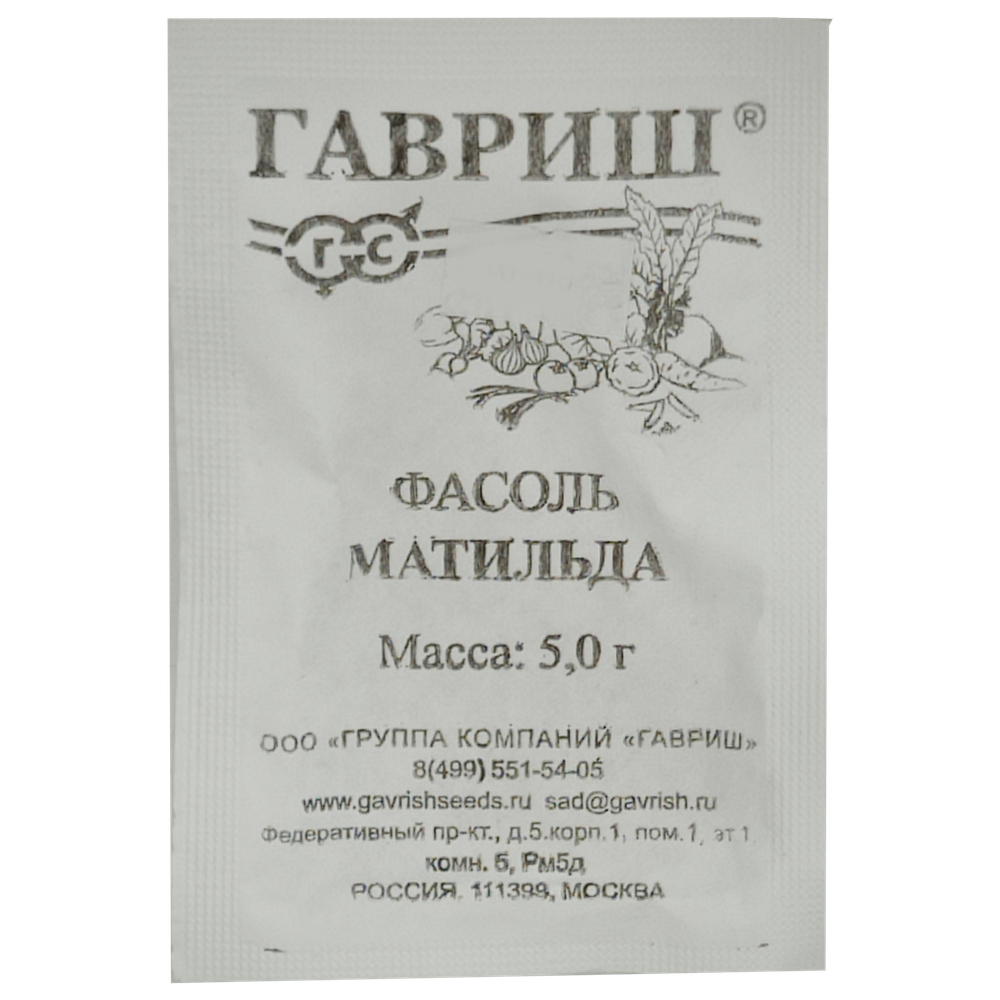 ГАВРИШ®
ГС
ФАСОЛЬ
МАТИЛЬДА
Масса: 5,0 г
ООО «ГРУППА КОМПАНИЙ «ГАВРИШ»
8(499) 551-54-05
www.gavrishseeds.ru sad@gavrish.ru
Федеративный пр-кт., д.5.корп.1, пом.1, эт 1
комн. 5, Рм5д
РОССИЯ. 111399, МОСКВА